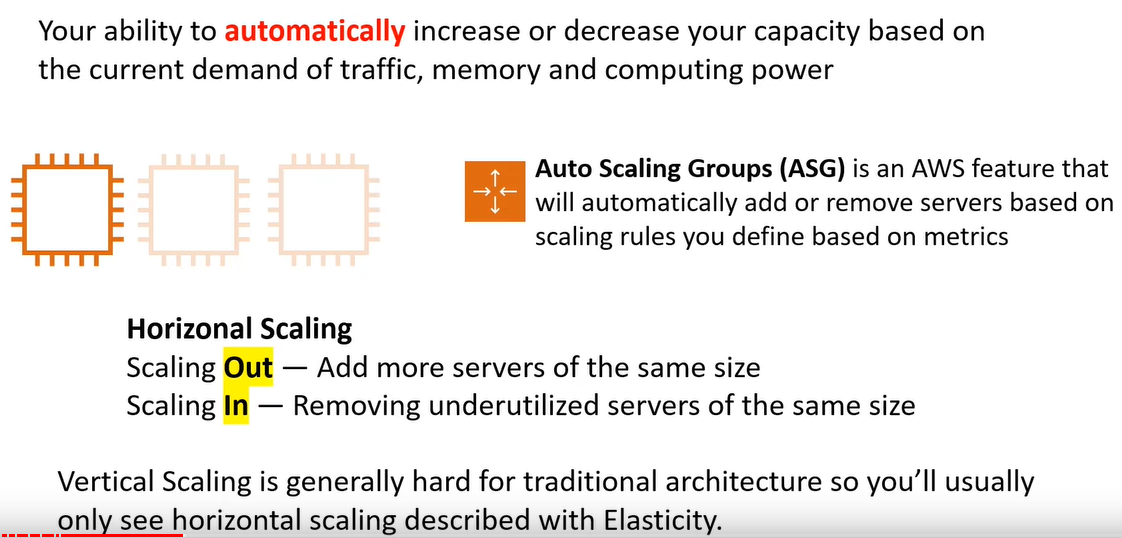 Your ability to automatically increase or decrease your capacity based on
the current demand of traffic, memory and computing power
Auto Scaling Groups (ASG) is an AWS feature that
will automatically add or remove servers based on
scaling rules you define based on metrics
Horizonal Scaling
Scaling Out — Add more servers of the same size
Scaling In — Removing underutilized servers of the same size
Vertical Scaling is generally hard for traditional architecture so you’ll usually
only see horizontal scaling described with Elasticity.